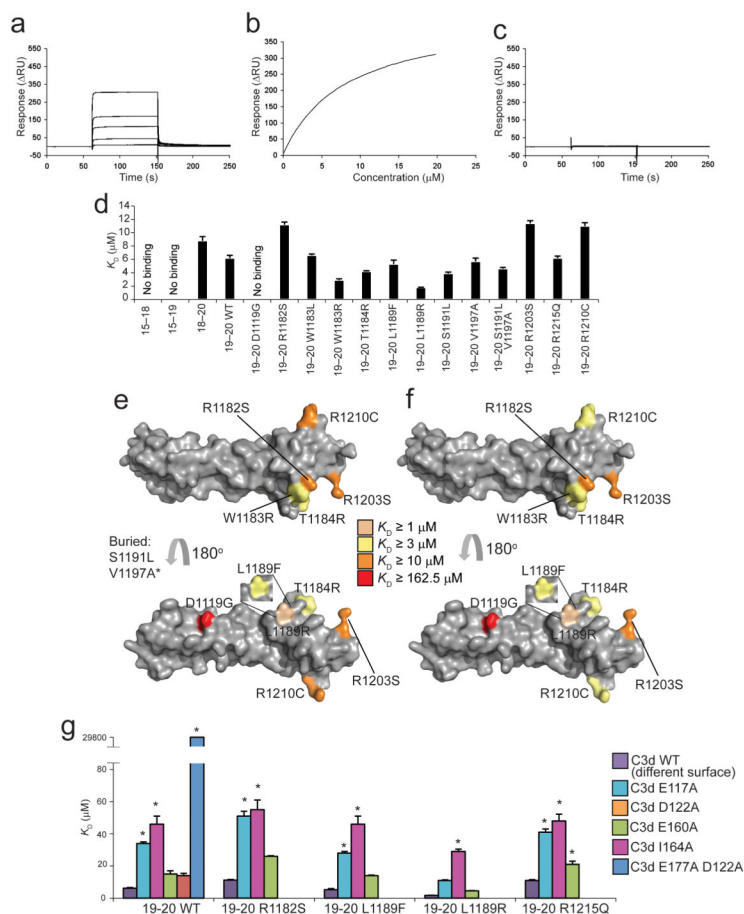 a
Response (ΔRU)
550
450
350
250
150
50
-50
0
50
100
150
200
250
Time (s)
b
Response (ΔRU)
350
300
250
200
150
100
50
0
0
5
10
15
20
25
Concentration (µM)
c
Response (ΔRU)
550
450
350
250
150
50
-50
0
50
100
150
200
250
Time (s)
d
K_D (µM)
14
12
10
8
6
4
2
0
No binding
No binding
No binding
15–18
15–19
18–20
19–20 WT
19–20 D1119G
19–20 R1182S
19–20 W1183L
19–20 W1183R
19–20 T1184R
19–20 L1189F
19–20 L1189R
19–20 S1191L
19–20 V1197A
19–20 S1191L
V1197A
19–20 R1203S
19–20 R1215Q
19–20 R1210C
e
R1182S
R1210C
W1183R
T1184R
R1203S
Buried:
S1191L
V1197A*
180°
L1189F
T1184R
D1119G
L1189R
R1203S
R1210C
K_D ≥ 1 µM
K_D ≥ 3 µM
K_D ≥ 10 µM
K_D ≥ 162.5 µM
f
R1182S
R1210C
W1183R
T1184R
R1203S
180°
L1189F
T1184R
D1119G
L1189R
R1203S
R1210C
g
K_D (µM)
29800
80
60
40
20
0
*
*
*
*
*
*
*
*
*
*
*
19-20 WT
19-20 R1182S
19-20 L1189F
19-20 L1189R
19-20 R1215Q
C3d WT
(different surface)
C3d E117A
C3d D122A
C3d E160A
C3d I164A
C3d E177A D122A